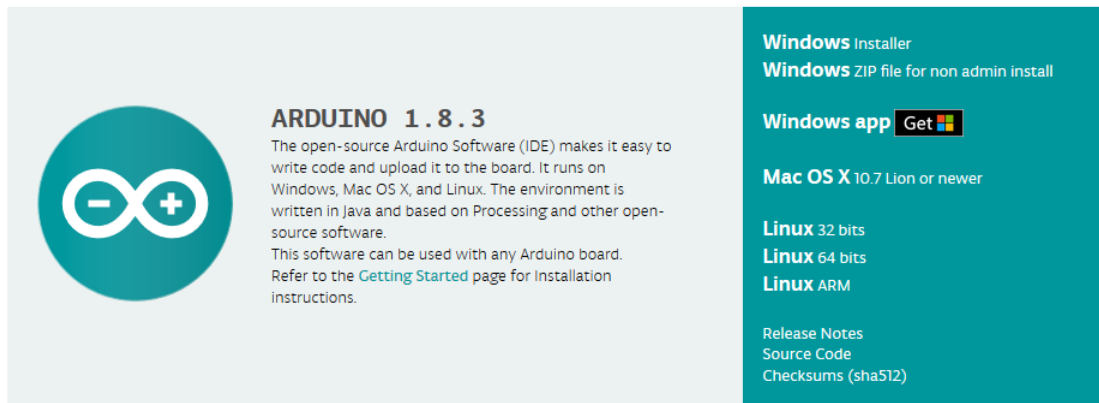 ARDUINO 1.8.3
The open-source Arduino Software (IDE) makes it easy to
write code and upload it to the board. It runs on
Windows, Mac OS X, and Linux. The environment is
written in Java and based on Processing and other open-
source software.
This software can be used with any Arduino board.
Refer to the Getting Started page for Installation
instructions.
Windows Installer
Windows ZIP file for non admin install
Windows app Get
Mac OS X 10.7 Lion or newer
Linux 32 bits
Linux 64 bits
Linux ARM
Release Notes
Source Code
Checksums (sha512)